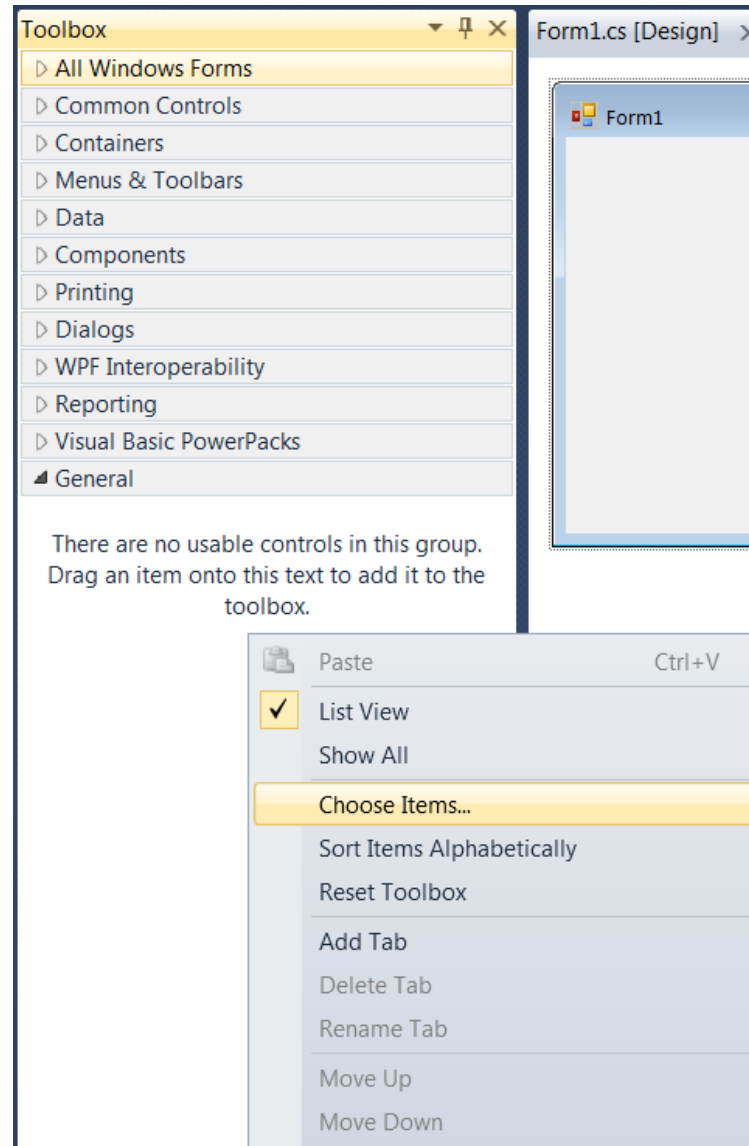 Toolbox
Form1.cs [Design]
All Windows Forms
Common Controls
Form1
Containers
Menus & Toolbars
Data
Components
Printing
Dialogs
WPF Interoperability
Reporting
Visual Basic PowerPacks
General
There are no usable controls in this group.
Drag an item onto this text to add it to the
toolbox.
Paste Ctrl+V
List View
Show All
Choose Items...
Sort Items Alphabetically
Reset Toolbox
Add Tab
Delete Tab
Rename Tab
Move Up
Move Down